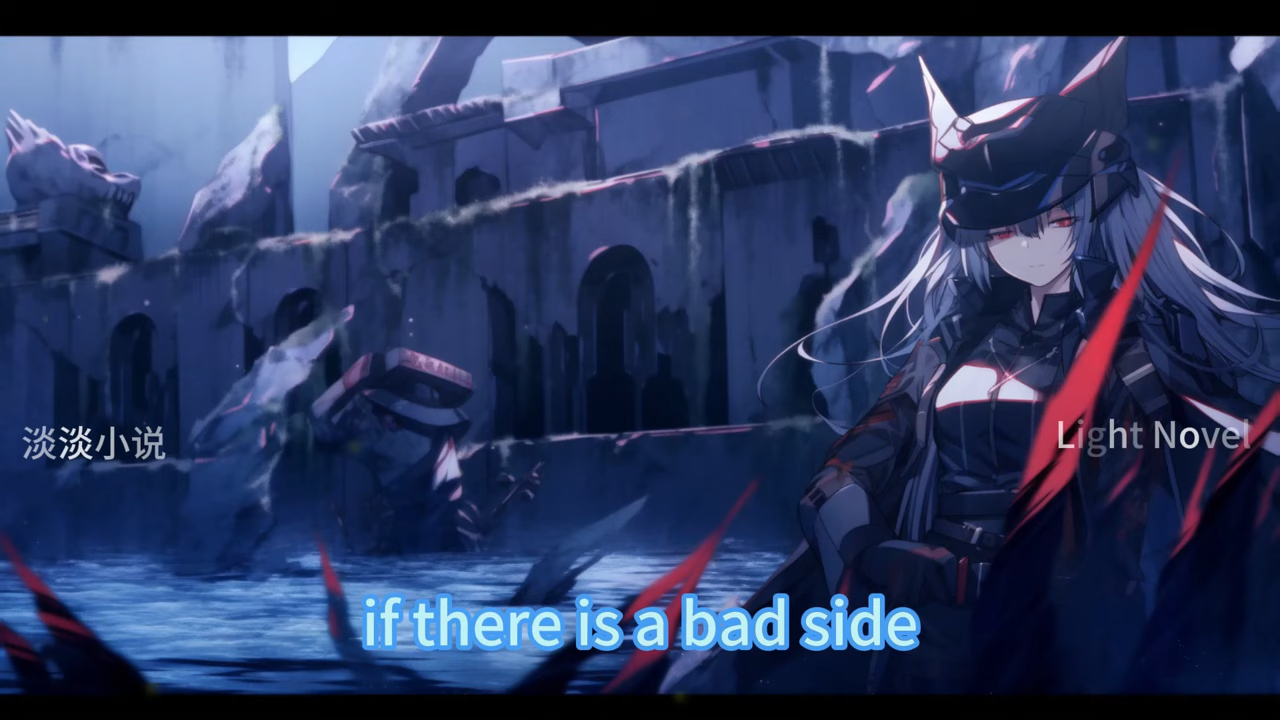 淡淡小说
Light Novel
if there is a bad side